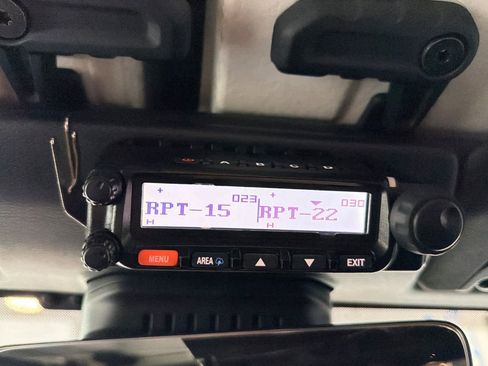 A B C D
+ 023 + 030
RPT-15 RPT-22
H H
MENU AREA ▲ ▼ EXIT